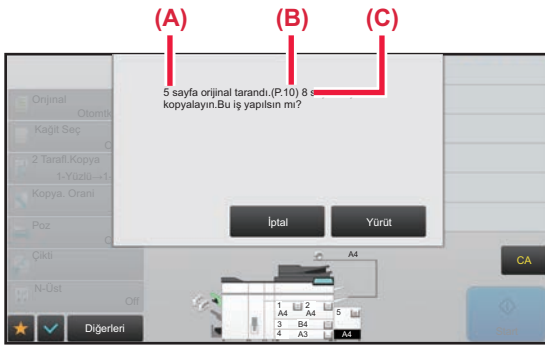 (A) (B) (C)
5 sayfa orijinal tarandı.(P.10) 8
kopyalayın.Bu iş yapılsın mı?
Orijinal
Kağıt Seç
2 Taraflı.Kopya
1-Yüzlü→1-
Kopya. Oranı
Poz
Çıktı
N-Üst
Off
İptal Yürüt
A4
CA
1 A4 2 A4 5
3 B4
4 A3 A4
Diğerleri